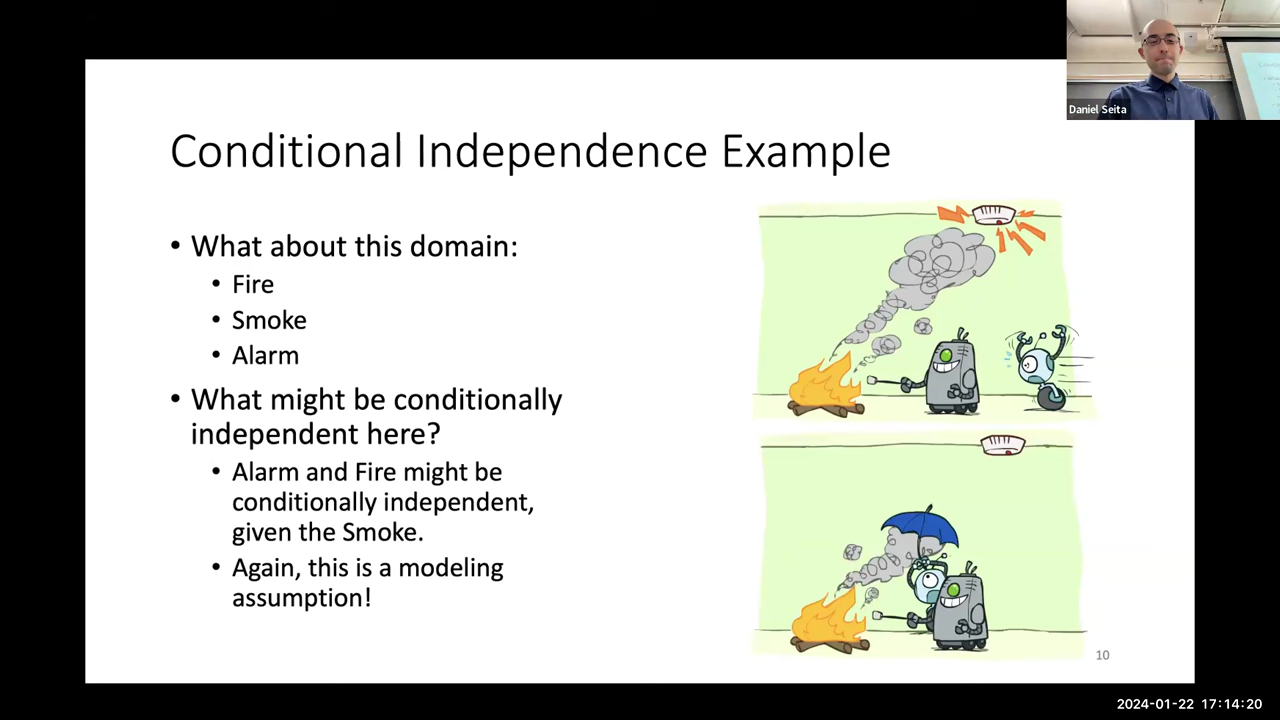 Daniel Seita
Conditional Independence Example
• What about this domain:
• Fire
• Smoke
• Alarm
• What might be conditionally
independent here?
• Alarm and Fire might be
conditionally independent,
given the Smoke.
• Again, this is a modeling
assumption!
10
2024-01-22 17:14:20